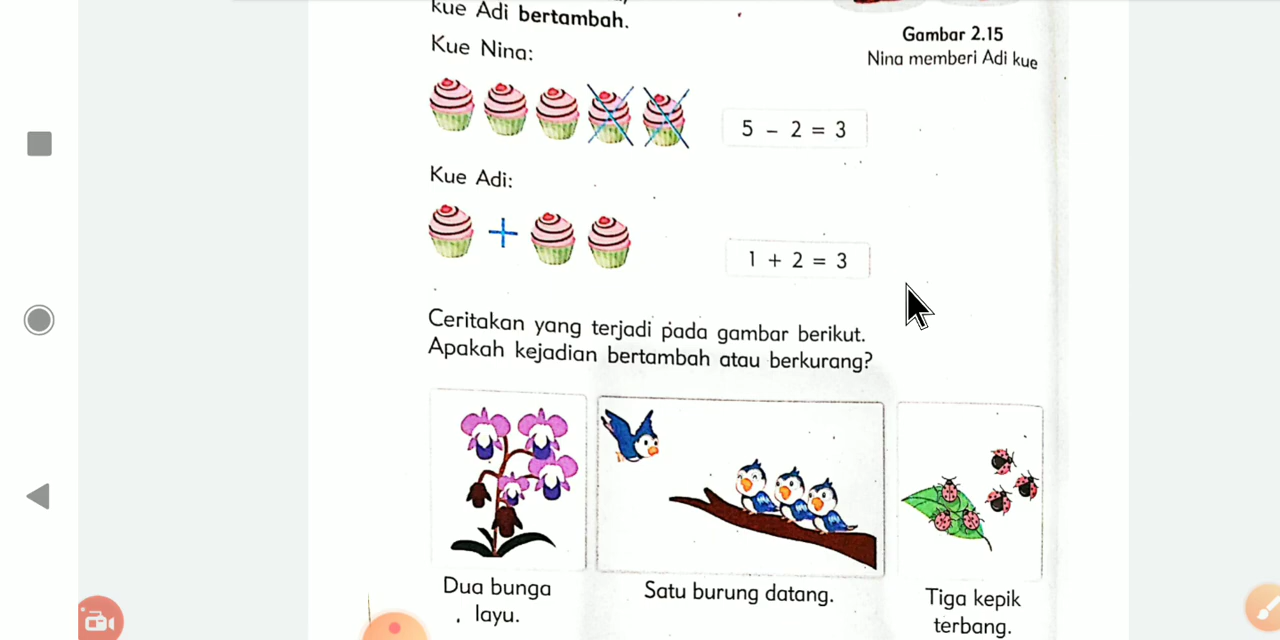 kue Adi bertambah.
Gambar 2.15
Nina memberi Adi kue
Kue Nina:
5 - 2 = 3
Kue Adi:
+
1 + 2 = 3
Ceritakan yang terjadi pada gambar berikut.
Apakah kejadian bertambah atau berkurang?
Dua bunga
layu.
Satu burung datang.
Tiga kepik
terbang.